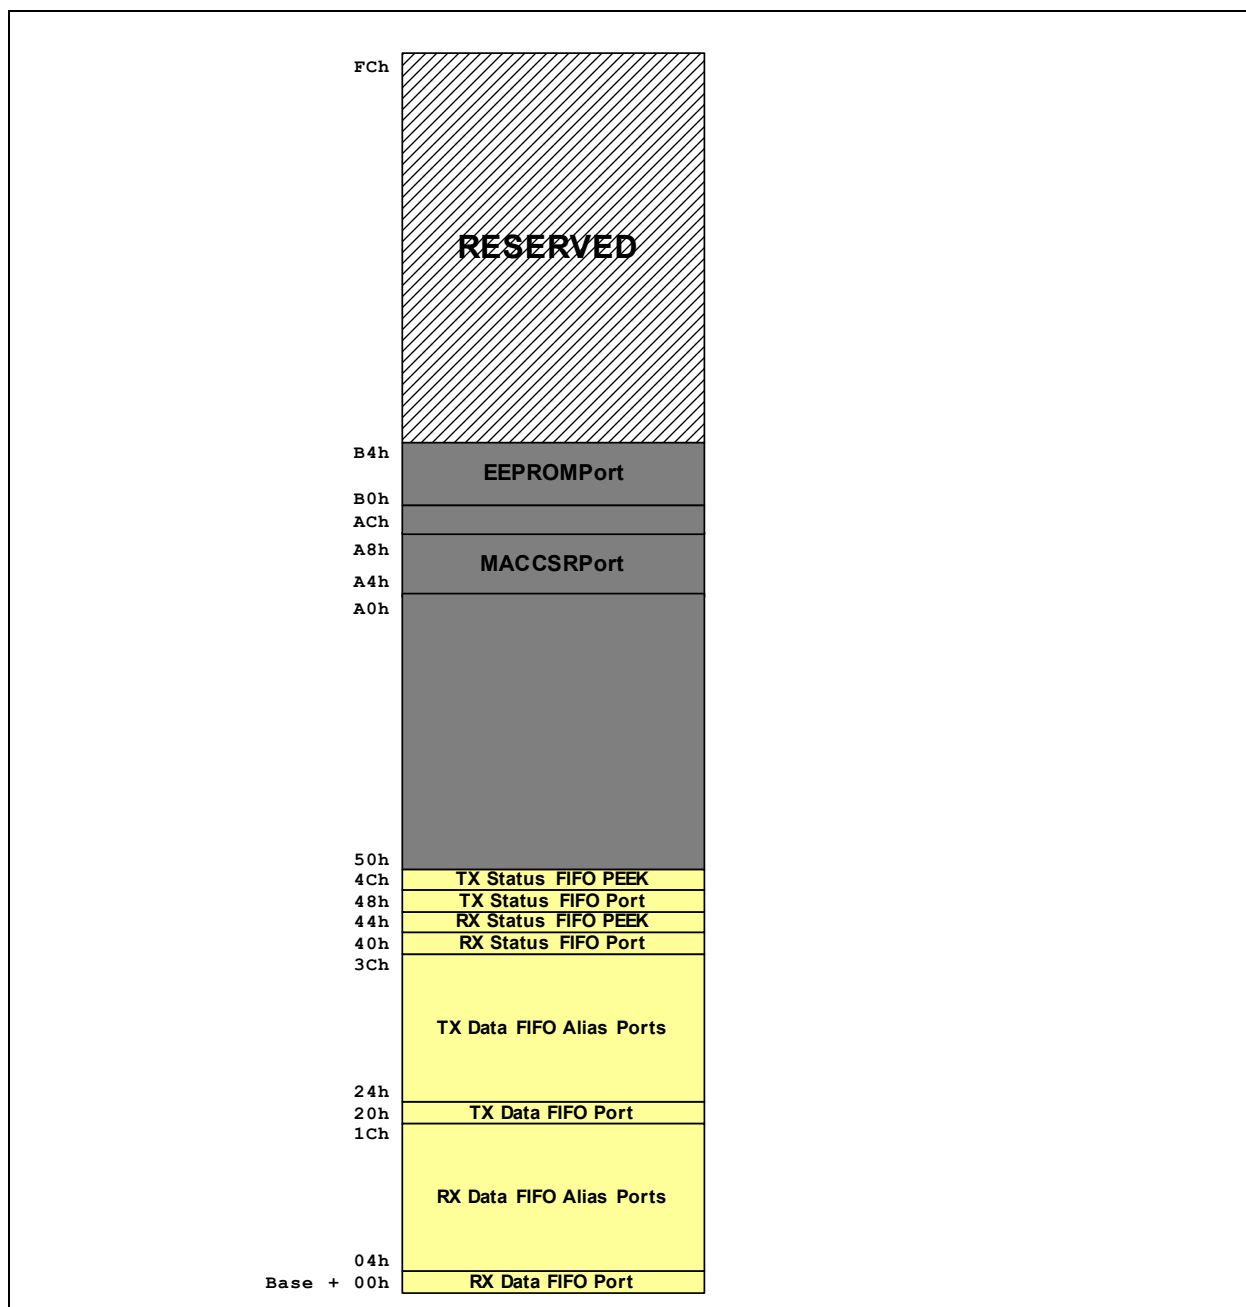 FCh
RESERVED
B4h
EEPROMPort
B0h
ACh
A8h
MACCSRPort
A4h
A0h
50h
4Ch TX Status FIFO PEEK
48h TX Status FIFO Port
44h RX Status FIFO PEEK
40h RX Status FIFO Port
3Ch
TX Data FIFO Alias Ports
24h
20h TX Data FIFO Port
1Ch
RX Data FIFO Alias Ports
04h
Base + 00h RX Data FIFO Port